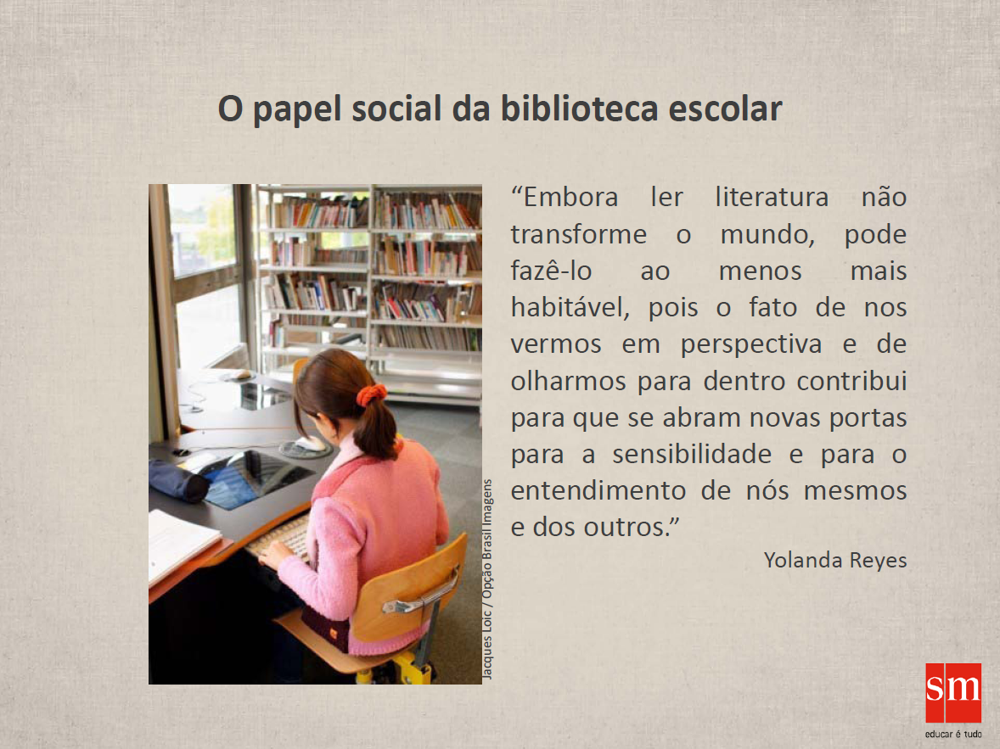 O papel social da biblioteca escolar
“Embora ler literatura não
transforme o mundo, pode
fazê-lo ao menos mais
habitável, pois o fato de nos
vermos em perspectiva e de
olharmos para dentro contribui
para que se abram novas portas
para a sensibilidade e para o
entendimento de nós mesmos
e dos outros.”
Yolanda Reyes
Jacques Loic / Opção Brasil Imagens
sm
educar é tudo